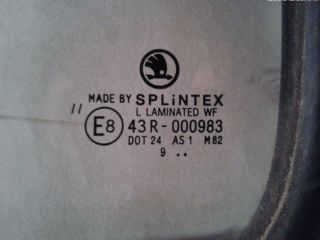 MADE BY SPLiNTEX
L LAMINATED WF
E8 43R-000983
DOT 24 AS1 M82
9 ..